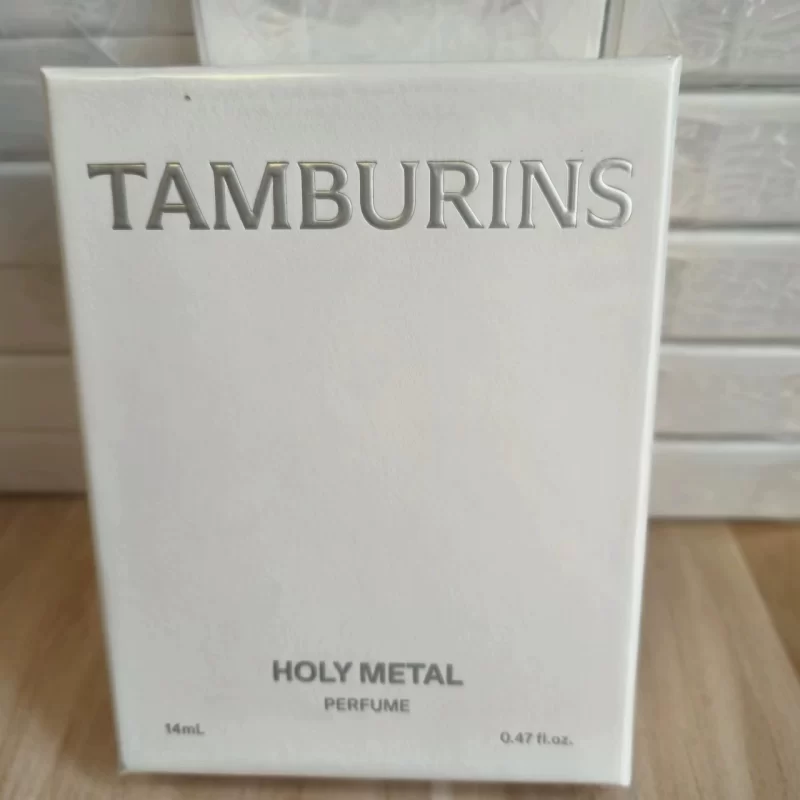 TAMBURINS
HOLY METAL
PERFUME
14mL 0.47 fl.oz.